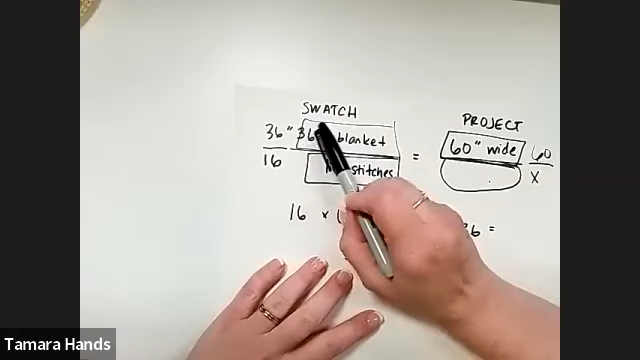 SWATCH
PROJECT
36" 36 blanket
16 stitches
=
60" wide 60
x
16 x 36 =
Tamara Hands